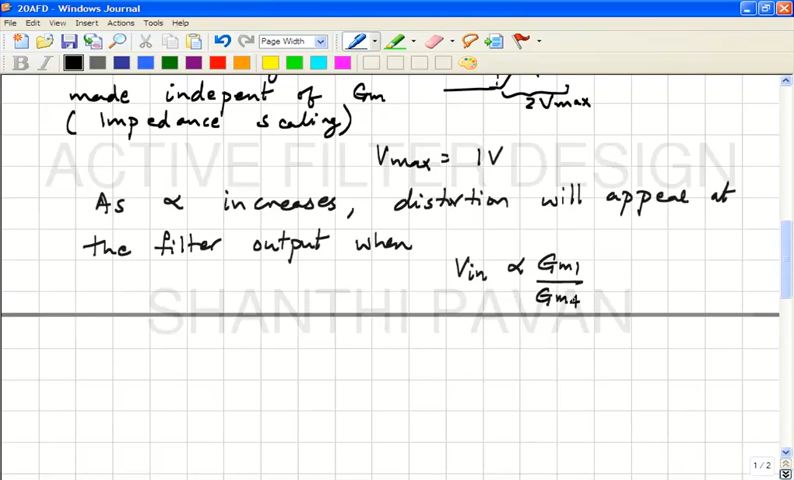 20AFD - Windows Journal
File Edit View Insert Actions Tools Help
Page Width
B I U
made indepent of Gm
( Impedance scaling)
2Vmax
Vmax = 1V
ACTIVE FILTER DESIGN
As α increases, distortion will appeal at
the filter output when
Vin α Gm1
Gm4
SHANTHI PAVAN
1 / 2